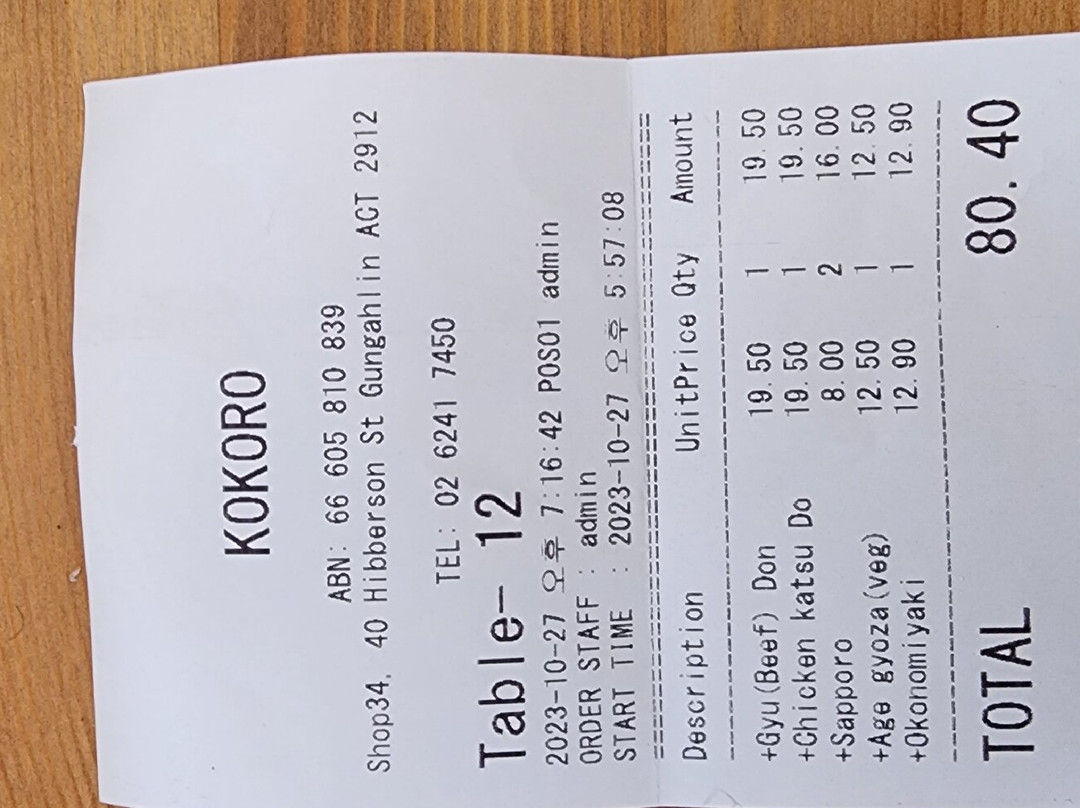 KOKORO
ABN: 66 605 810 839
Shop34, 40 Hibberson St Gungahlin ACT 2912
TEL: 02 6241 7450
Table- 12
2023-10-27 오후 7:16:42 POS01 admin
ORDER STAFF : admin
START TIME : 2023-10-27 오후 5:57:08
Description UnitPrice Qty Amount
+Gyu(Beef) Don 19.50 1 19.50
+Chicken katsu Do 19.50 1 19.50
+Sapporo 8.00 2 16.00
+Age gyoza(veg) 12.50 1 12.50
+Okonomiyaki 12.90 1 12.90
TOTAL 80.40